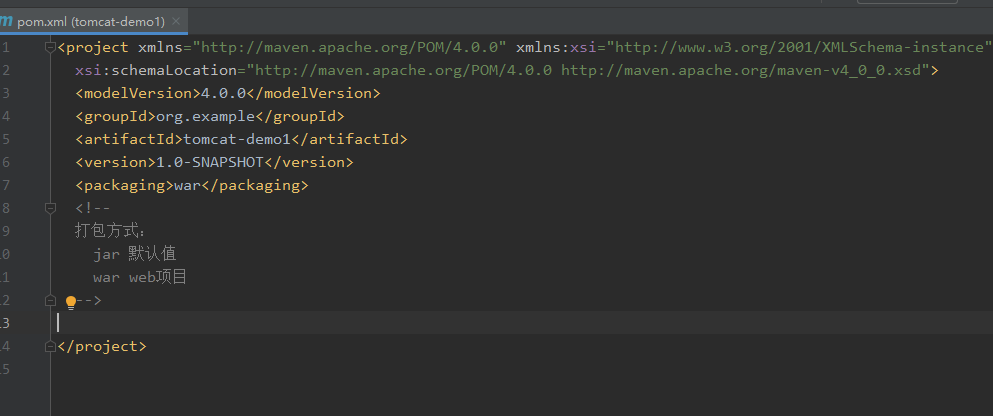 pom.xml (tomcat-demo1)
1 <project xmlns="http://maven.apache.org/POM/4.0.0" xmlns:xsi="http://www.w3.org/2001/XMLSchema-instance"
2 xsi:schemaLocation="http://maven.apache.org/POM/4.0.0 http://maven.apache.org/maven-v4_0_0.xsd">
3 <modelVersion>4.0.0</modelVersion>
4 <groupId>org.example</groupId>
5 <artifactId>tomcat-demo1</artifactId>
6 <version>1.0-SNAPSHOT</version>
7 <packaging>war</packaging>
8 <!--
9 打包方式:
10 jar 默认值
11 war web项目
12 -->
13
14 </project>
15